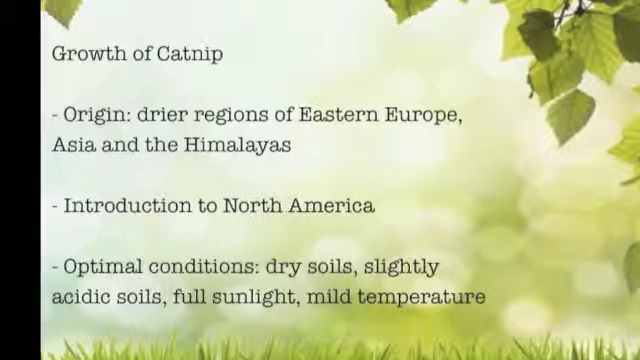 Growth of Catnip
- Origin: drier regions of Eastern Europe,
Asia and the Himalayas
- Introduction to North America
- Optimal conditions: dry soils, slightly
acidic soils, full sunlight, mild temperature